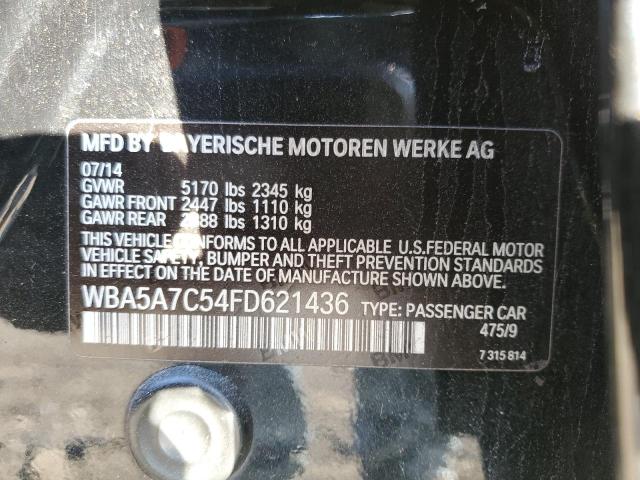 MFD BY BAYERISCHE MOTOREN WERKE AG
07/14
GVWR 5170 lbs 2345 kg
GAWR FRONT 2447 lbs 1110 kg
GAWR REAR 2888 lbs 1310 kg
THIS VEHICLE CONFORMS TO ALL APPLICABLE U.S.FEDERAL MOTOR
VEHICLE SAFETY, BUMPER AND THEFT PREVENTION STANDARDS
IN EFFECT ON THE DATE OF MANUFACTURE SHOWN ABOVE.
WBA5A7C54FD621436 TYPE: PASSENGER CAR
475/9
7 315 814